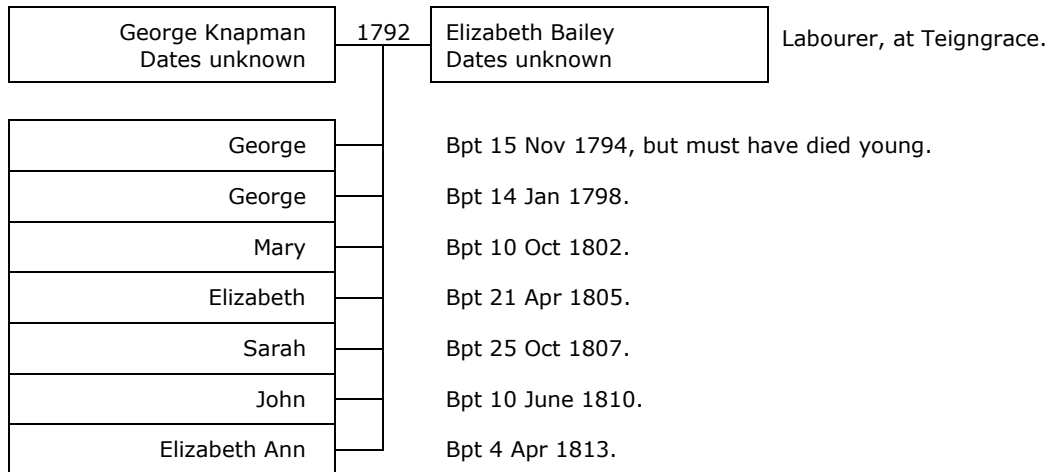 George Knapman 1792 Elizabeth Bailey Labourer, at Teigngrace.
Dates unknown Dates unknown
George Bpt 15 Nov 1794, but must have died young.
George Bpt 14 Jan 1798.
Mary Bpt 10 Oct 1802.
Elizabeth Bpt 21 Apr 1805.
Sarah Bpt 25 Oct 1807.
John Bpt 10 June 1810.
Elizabeth Ann Bpt 4 Apr 1813.